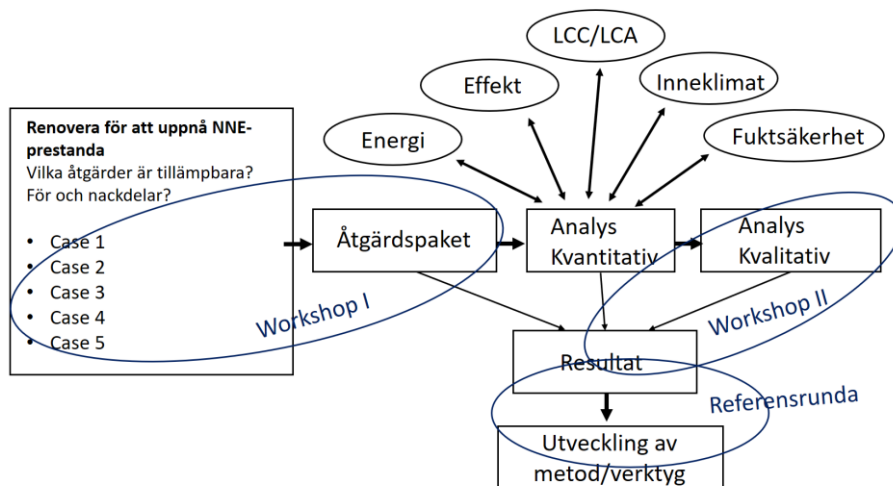 LCC/LCA
Effekt
Inneklimat
Energi
Fuktsäkerhet
Renovera för att uppnå NNE-
prestanda
Vilka åtgärder är tillämpbara?
För och nackdelar?
• Case 1
• Case 2
• Case 3
• Case 4
• Case 5
Åtgärdspaket
Analys
Kvantitativ
Analys
Kvalitativ
Workshop I
Workshop II
Resultat
Referensrunda
Utveckling av
metod/verktyg